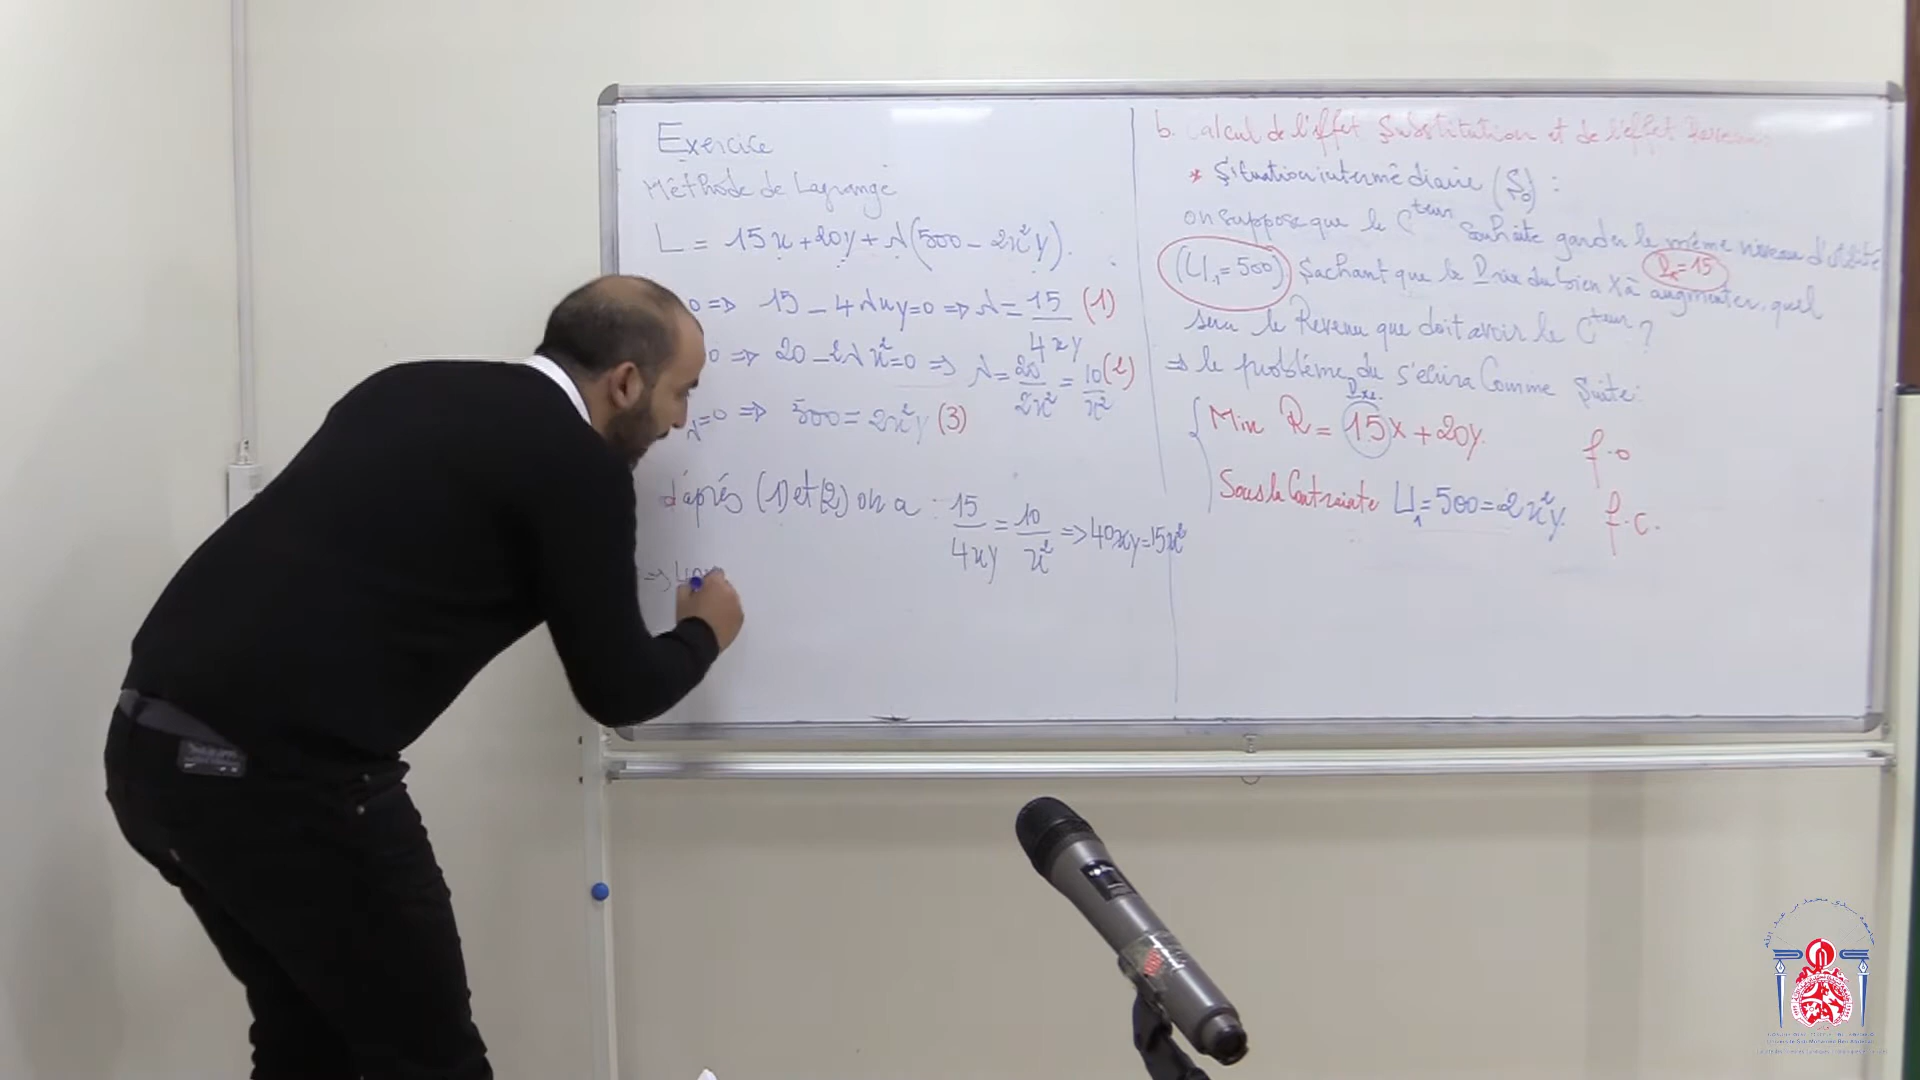 Exercice
Méthode de Lagrange
L = 15x + 20y + λ(500 - 2x²y).
0 => 15 - 4λxy = 0 => λ = 15/4xy (1)
0 => 20 - 2λx² = 0 => λ = 20/2x² = 10/x² (2)
λ = 0 => 500 = 2x²y (3)
d'après (1) et (2) on a : 15/4xy = 10/x² => 40xy = 15x²
=> 40x
b. Calcul de l'effet Substitution et de l'effet Revenu
* Situation intermédiaire (S0) :
on suppose que le Cteur souhaite garder le même niveau d'utilité
(U1 = 500) Sachant que le Prix du bien X à augmenter, quel
Px = 15
sera le Revenu que doit avoir le Cteur ?
=> le problème du s'écrira Comme Suite :
Px2
Min R = 15x + 20y. f.o
Sous la Contrainte U1 = 500 = 2x²y. f.c.